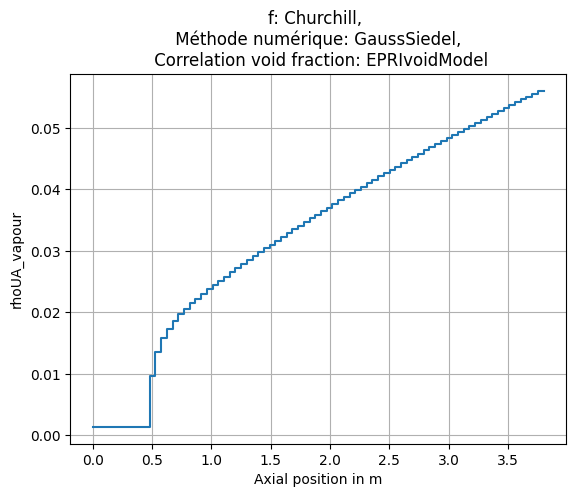 f: Churchill,
Méthode numérique: GaussSiedel,
Correlation void fraction: EPRIvoidModel
rhoUA_vapour
0.05
0.04
0.03
0.02
0.01
0.00
0.0 0.5 1.0 1.5 2.0 2.5 3.0 3.5
Axial position in m